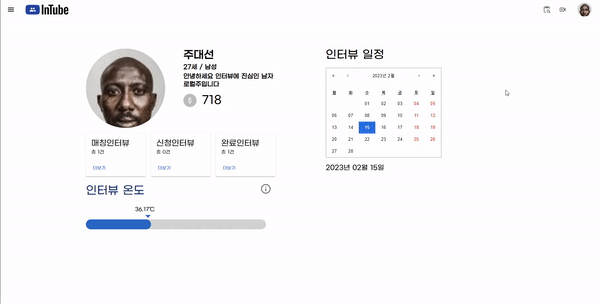 InTube
주대선
27세 / 남성
안녕하세요 인터뷰에 진심인 남자
로컬주입니다
$ 718
매칭인터뷰
총 1건
더보기
신청인터뷰
총 0건
더보기
완료인터뷰
총 1건
더보기
인터뷰 온도
36.17℃
인터뷰 일정
« ‹ 2023년 2월 › »
월 화 수 목 금 토 일
01 02 03 04 05
06 07 08 09 10 11 12
13 14 15 16 17 18 19
20 21 22 23 24 25 26
27 28
2023년 02월 15일